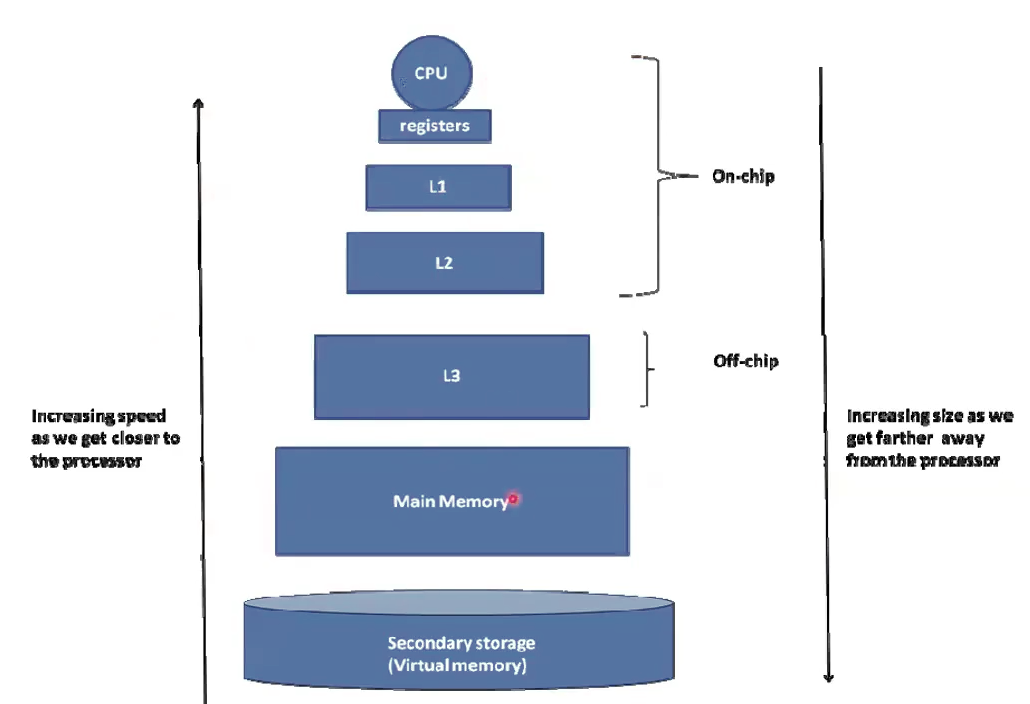 CPU
registers
L1
On-chip
L2
L3
Off-chip
Increasing speed
as we get closer to
the processor
Increasing size as we
get farther away
from the processor
Main Memory
Secondary storage
(Virtual memory)